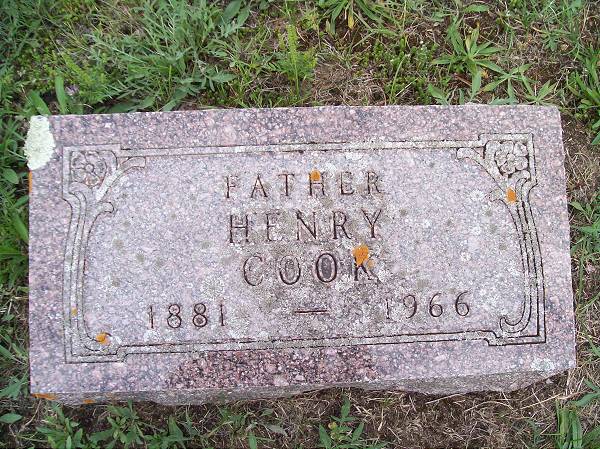 FATHER
HENRY
COOK
1881 — 1966